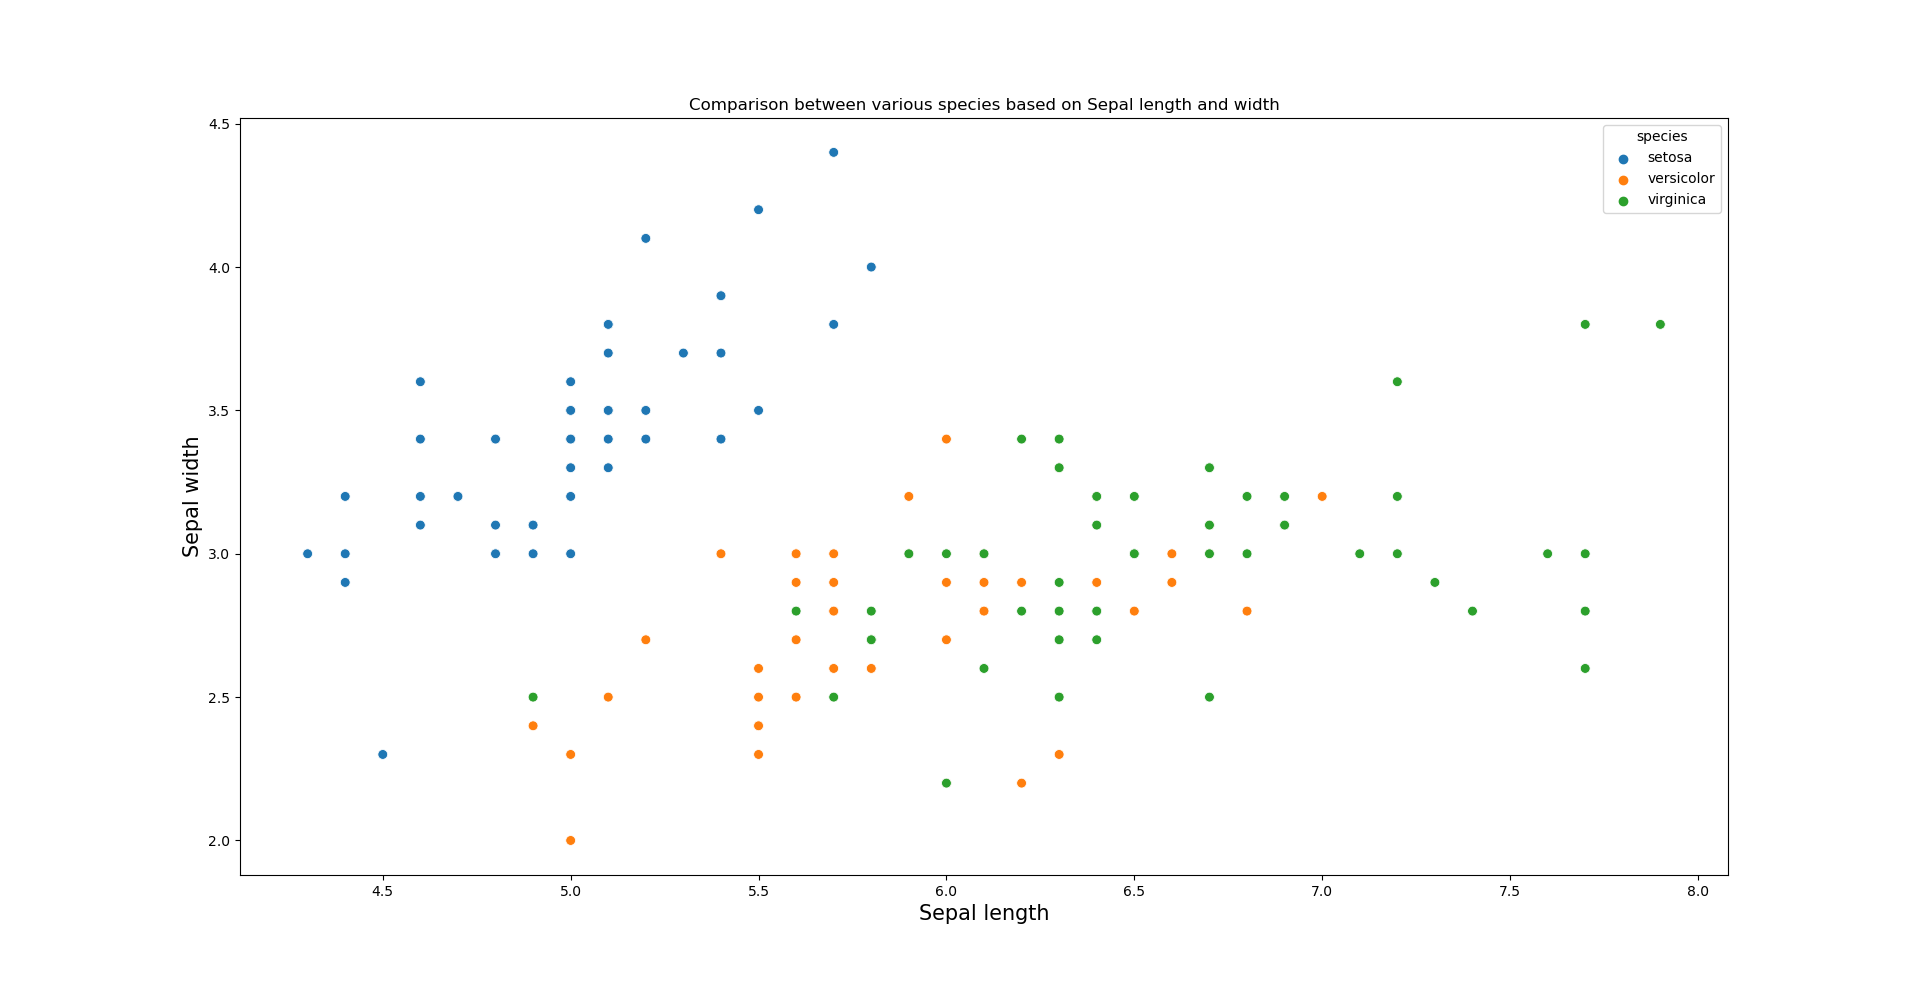 Comparison between various species based on Sepal length and width
species
setosa
versicolor
virginica
4.5
4.0
3.5
3.0
2.5
2.0
Sepal width
4.5 5.0 5.5 6.0 6.5 7.0 7.5 8.0
Sepal length